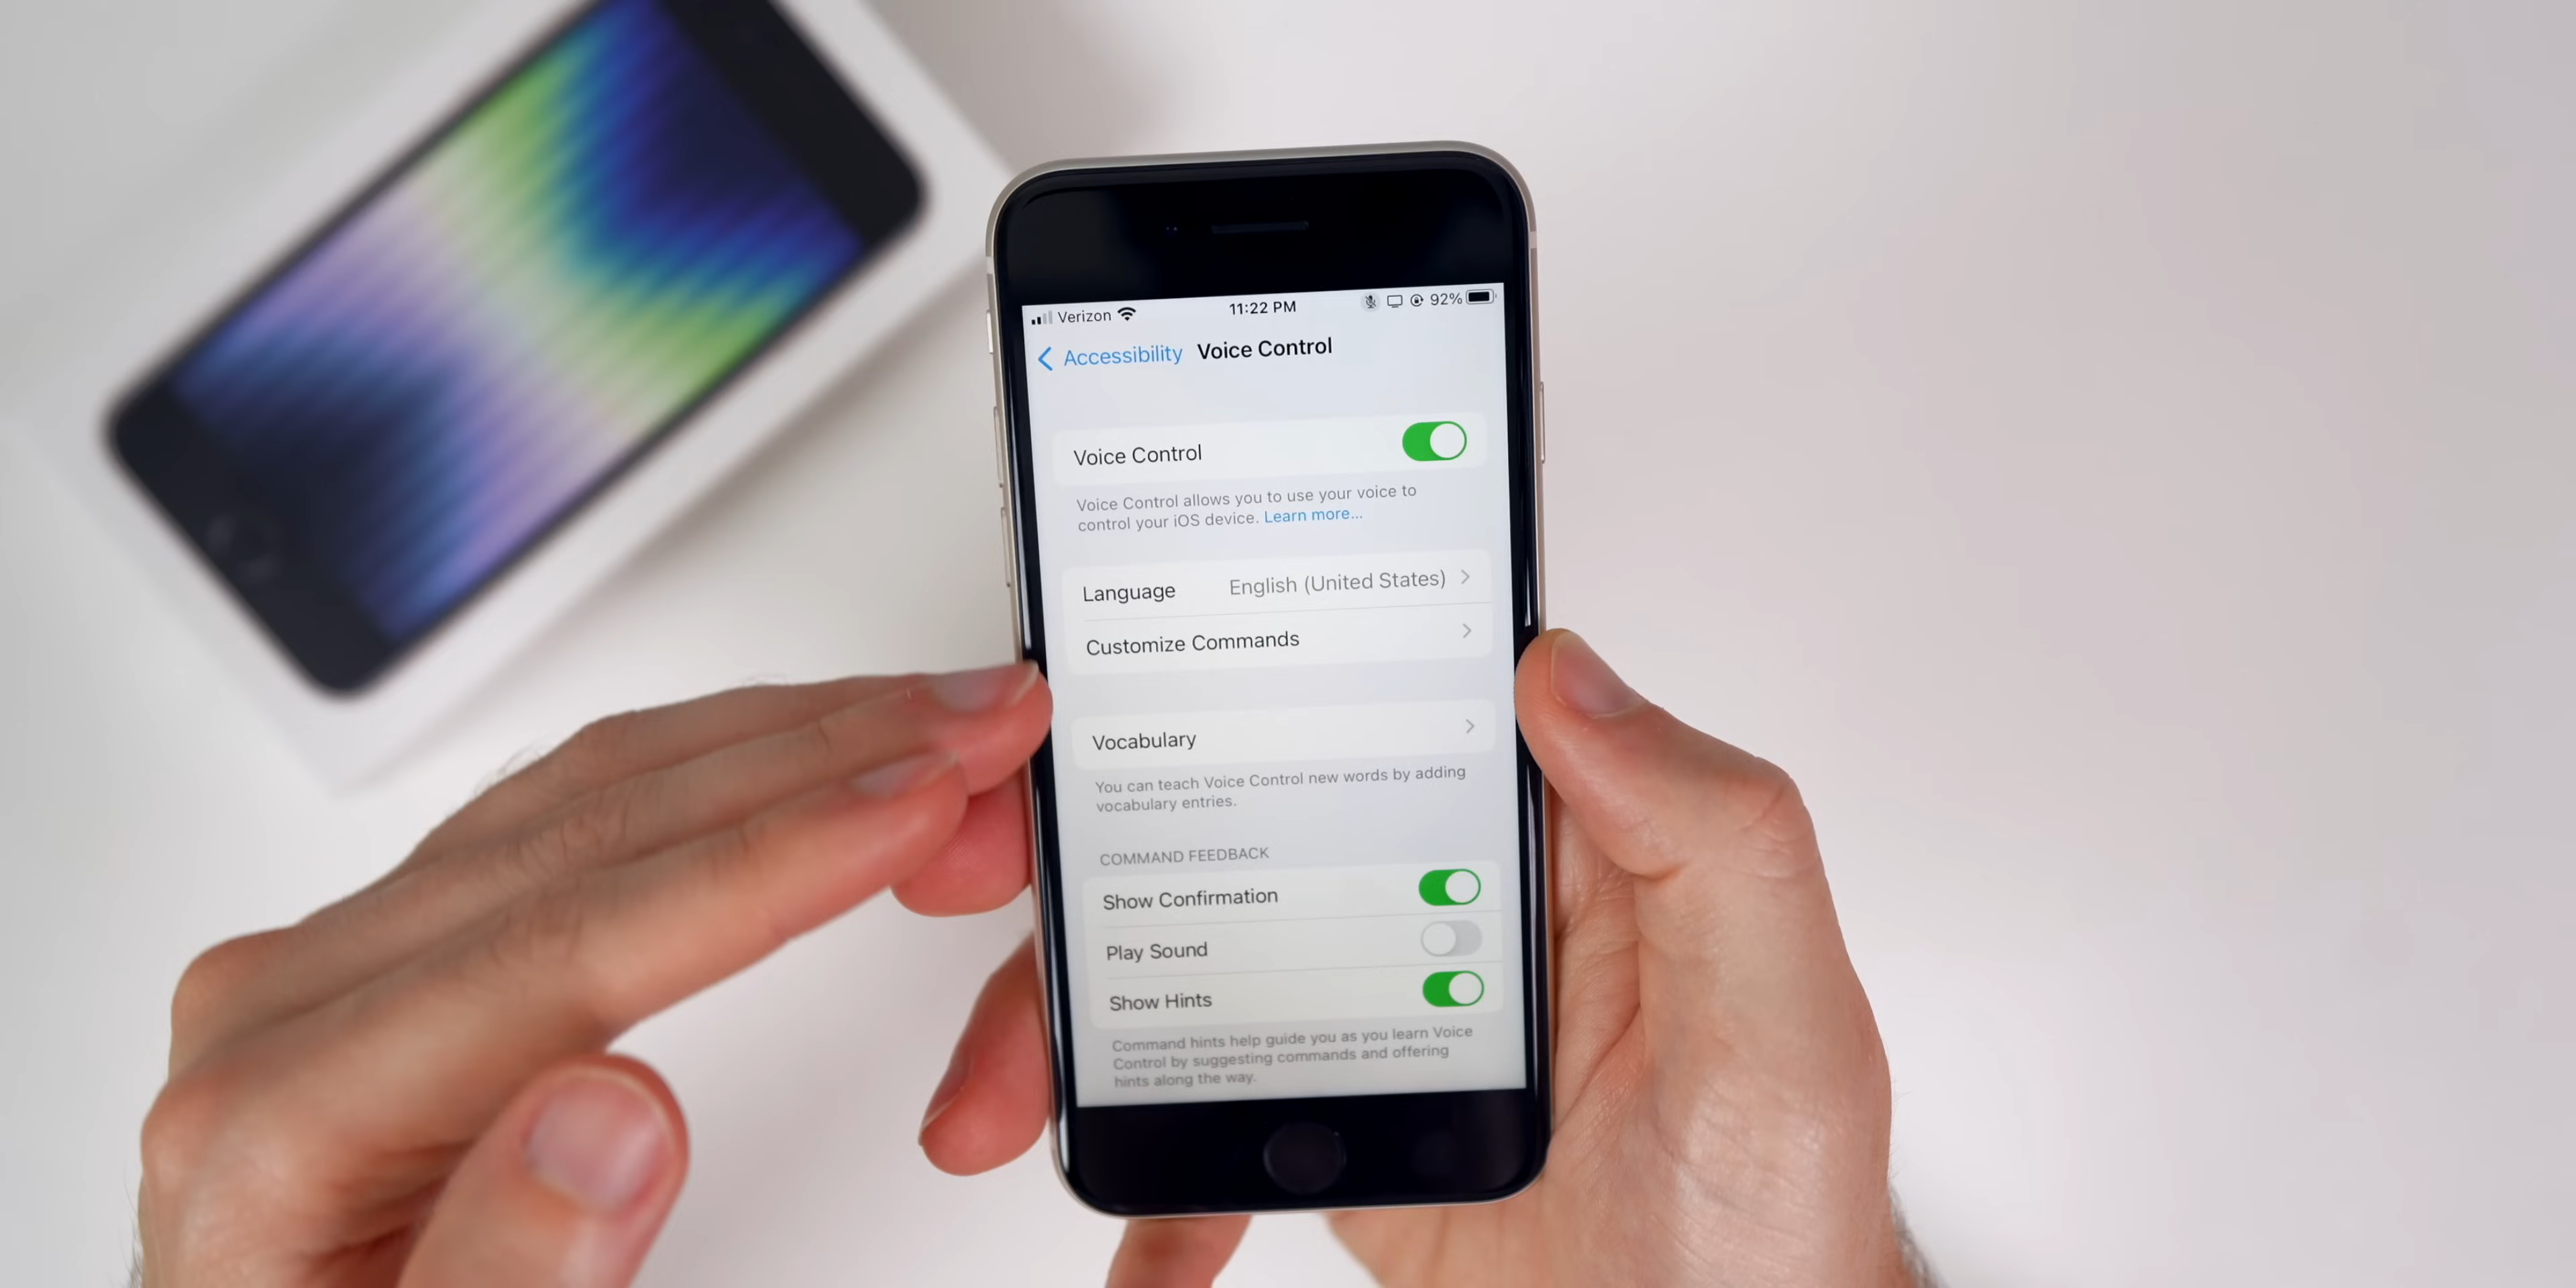 Verizon 11:22 PM 92%
Accessibility Voice Control
Voice Control
Voice Control allows you to use your voice to
control your iOS device. Learn more...
Language English (United States)
Customize Commands
Vocabulary
You can teach Voice Control new words by adding
vocabulary entries.
COMMAND FEEDBACK
Show Confirmation
Play Sound
Show Hints
Command hints help guide you as you learn Voice
Control by suggesting commands and offering
hints along the way.